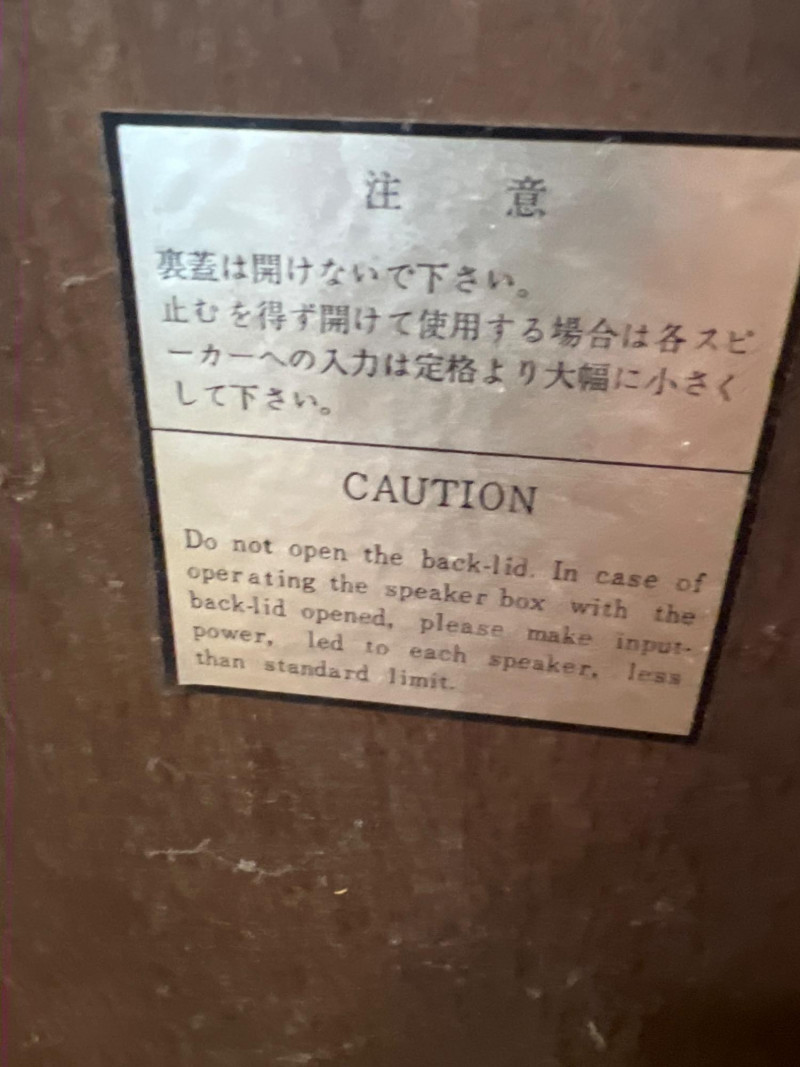 注 意
裏蓋は開けないで下さい。
止むを得ず開けて使用する場合は各スピ
ーカーへの入力は定格より大幅に小さく
して下さい。
CAUTION
Do not open the back-lid. In case of
operating the speaker box with the
back-lid opened, please make input-
power, led to each speaker, less
than standard limit.